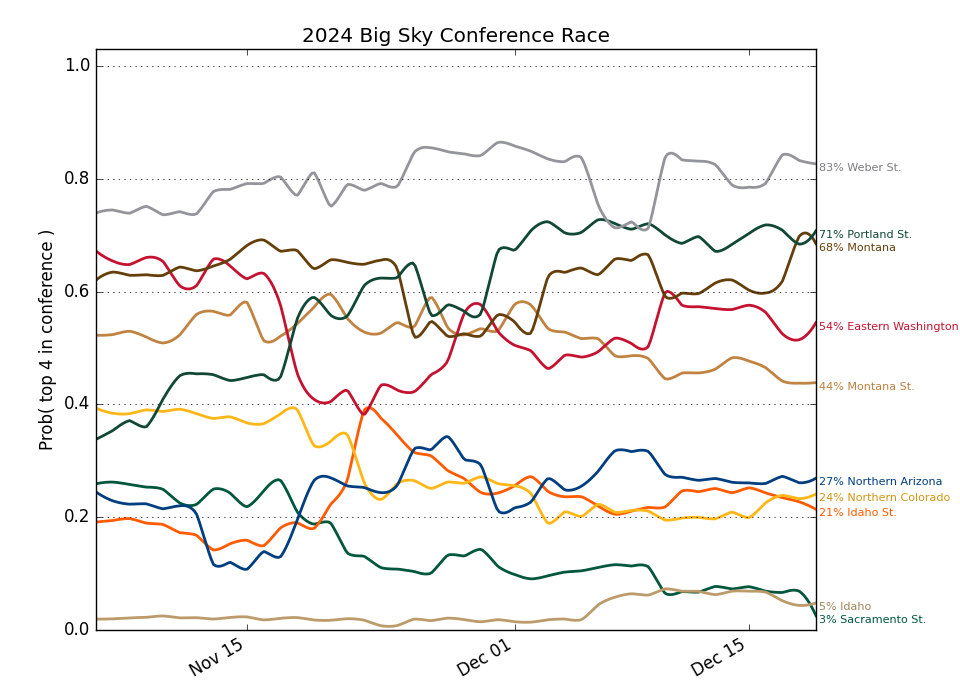 2024 Big Sky Conference Race
Prob( top 4 in conference )
1.0
0.8
0.6
0.4
0.2
0.0
Nov 15
Dec 01
Dec 15
83% Weber St.
71% Portland St.
68% Montana
54% Eastern Washington
44% Montana St.
27% Northern Arizona
24% Northern Colorado
21% Idaho St.
5% Idaho
3% Sacramento St.